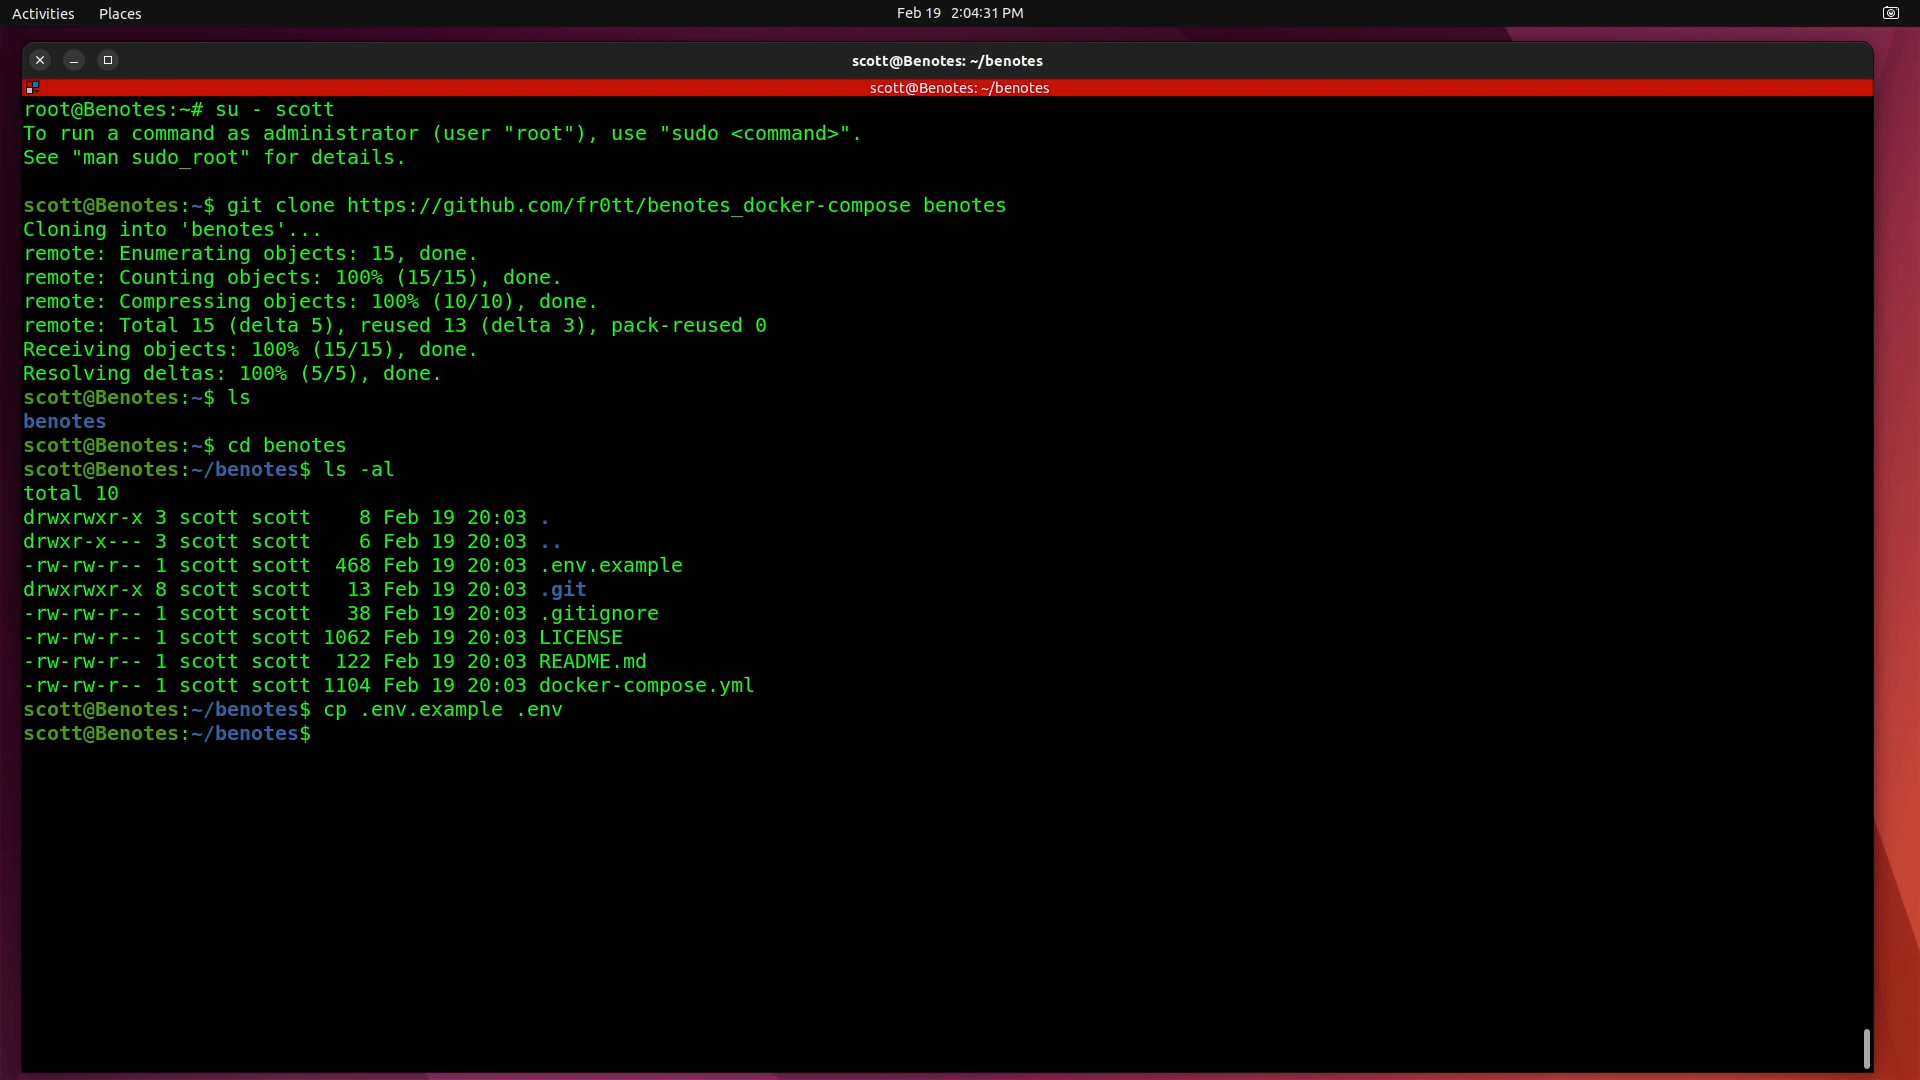 Activities Places Feb 19 2:04:31 PM
scott@Benotes: ~/benotes
scott@Benotes: ~/benotes
root@Benotes:~# su - scott
To run a command as administrator (user "root"), use "sudo <command>".
See "man sudo_root" for details.
scott@Benotes:~$ git clone https://github.com/fr0tt/benotes_docker-compose benotes
Cloning into 'benotes'...
remote: Enumerating objects: 15, done.
remote: Counting objects: 100% (15/15), done.
remote: Compressing objects: 100% (10/10), done.
remote: Total 15 (delta 5), reused 13 (delta 3), pack-reused 0
Receiving objects: 100% (15/15), done.
Resolving deltas: 100% (5/5), done.
scott@Benotes:~$ ls
benotes
scott@Benotes:~$ cd benotes
scott@Benotes:~/benotes$ ls -al
total 10
drwxrwxr-x 3 scott scott    8 Feb 19 20:03 .
drwxr-x--- 3 scott scott    6 Feb 19 20:03 ..
-rw-rw-r-- 1 scott scott  468 Feb 19 20:03 .env.example
drwxrwxr-x 8 scott scott   13 Feb 19 20:03 .git
-rw-rw-r-- 1 scott scott   38 Feb 19 20:03 .gitignore
-rw-rw-r-- 1 scott scott 1062 Feb 19 20:03 LICENSE
-rw-rw-r-- 1 scott scott  122 Feb 19 20:03 README.md
-rw-rw-r-- 1 scott scott 1104 Feb 19 20:03 docker-compose.yml
scott@Benotes:~/benotes$ cp .env.example .env
scott@Benotes:~/benotes$